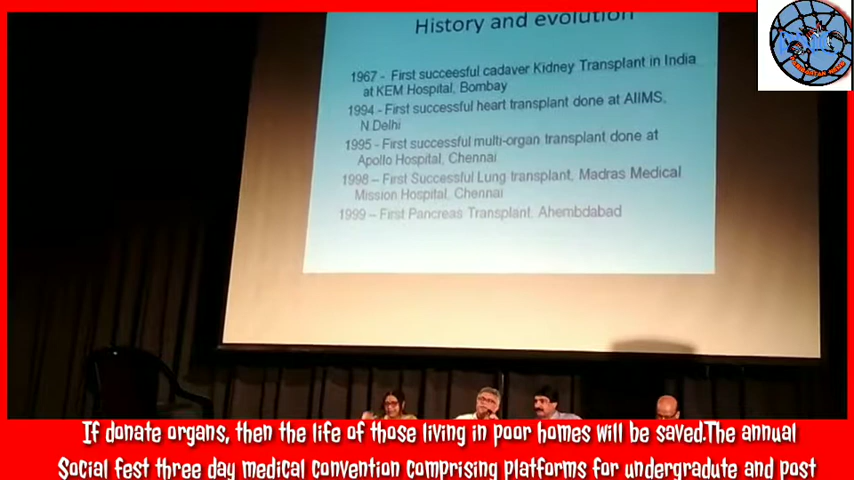 History and evolution
1967 - First succeesful cadaver Kidney Transplant in India
at KEM Hospital, Bombay
1994 - First successful heart transplant done at AIIMS,
N.Delhi
1995 - First successful multi-organ transplant done at
Apollo Hospital, Chennai
1998 – First Successful Lung transplant, Madras Medical
Mission Hospital, Chennai
1999 – First Pancreas Transplant, Ahembdabad
If donate organs, then the life of those living in poor homes will be saved.The annual
Social fest three day medical convention comprising platforms for undergradute and post